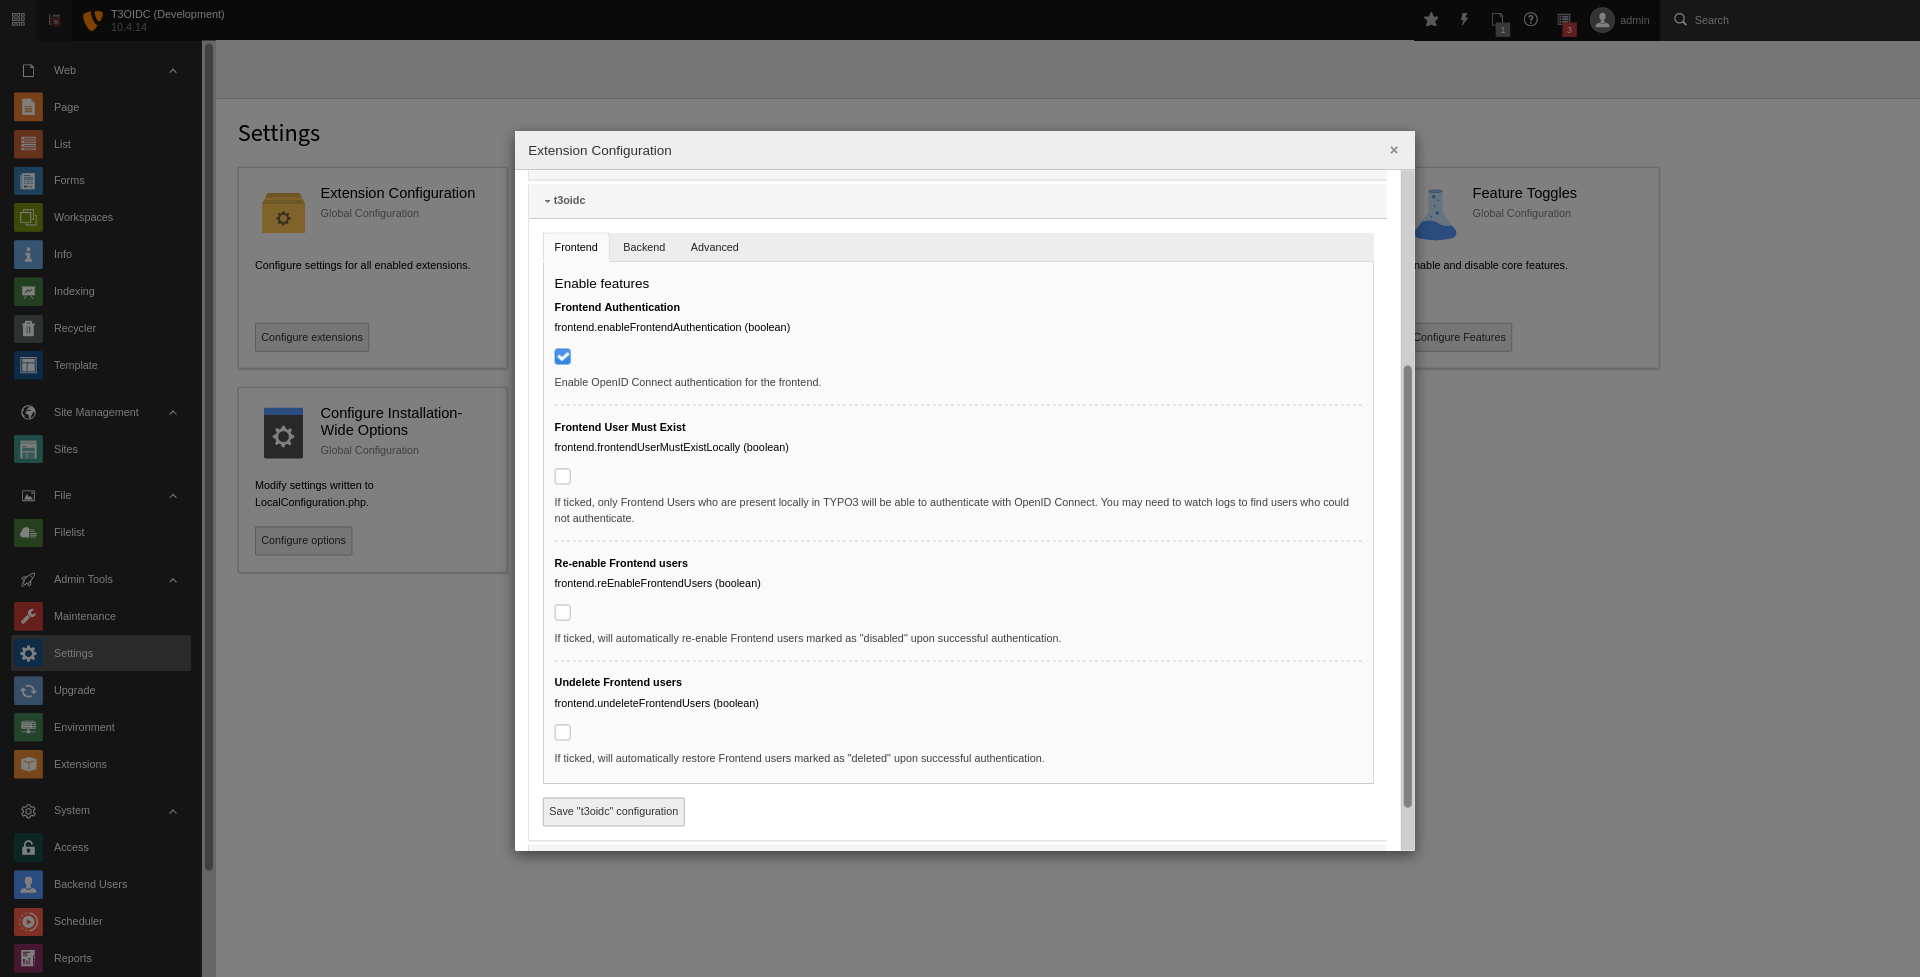 T3OIDC (Development)
10.4.14
1
3
admin
Search
Web
Page
List
Forms
Workspaces
Info
Indexing
Recycler
Template
Site Management
Sites
File
Filelist
Admin Tools
Maintenance
Settings
Upgrade
Environment
Extensions
System
Access
Backend Users
Scheduler
Reports
Settings
Extension Configuration
Global Configuration
Configure settings for all enabled extensions.
Configure extensions
Configure Installation-
Wide Options
Global Configuration
Modify settings written to
LocalConfiguration.php.
Configure options
Extension Configuration
×
t3oidc
Frontend
Backend
Advanced
Enable features
Frontend Authentication
frontend.enableFrontendAuthentication (boolean)
Enable OpenID Connect authentication for the frontend.
Frontend User Must Exist
frontend.frontendUserMustExistLocally (boolean)
If ticked, only Frontend Users who are present locally in TYPO3 will be able to authenticate with OpenID Connect. You may need to watch logs to find users who could
not authenticate.
Re-enable Frontend users
frontend.reEnableFrontendUsers (boolean)
If ticked, will automatically re-enable Frontend users marked as "disabled" upon successful authentication.
Undelete Frontend users
frontend.undeleteFrontendUsers (boolean)
If ticked, will automatically restore Frontend users marked as "deleted" upon successful authentication.
Save "t3oidc" configuration
Feature Toggles
Global Configuration
nable and disable core features.
Configure Features